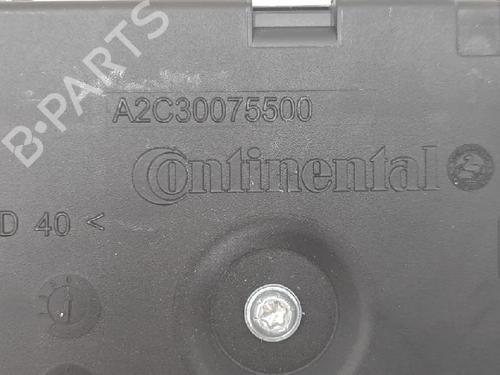 B-PARTS
A2C30075500
Continental
D 40 <